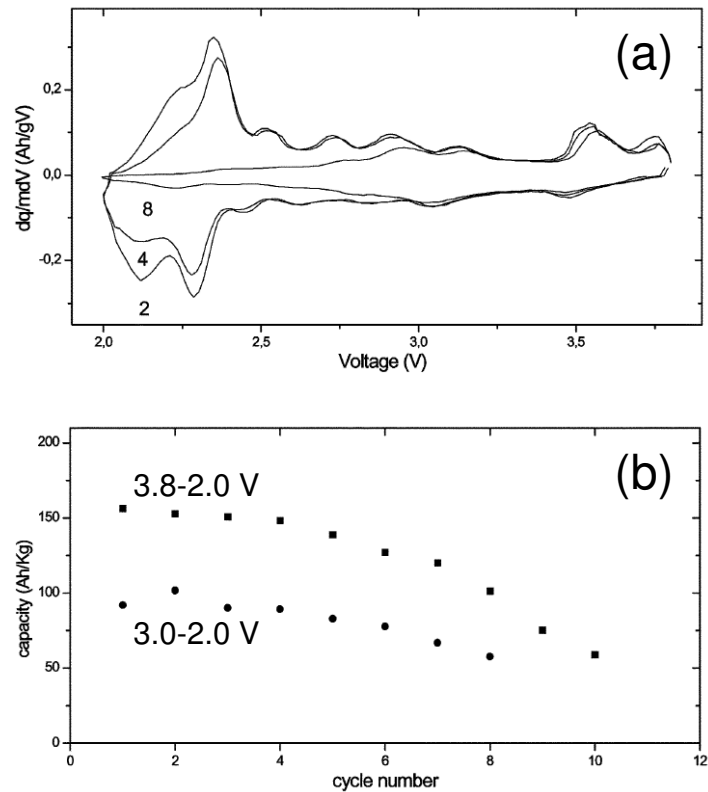 (a)
0,2
0,0
-0,2
dq/mdV (Ah/gV)
8
4
2
2,0 2,5 3,0 3,5
Voltage (V)
(b)
200
150
100
50
0
capacity (Ah/Kg)
3.8-2.0 V
3.0-2.0 V
0 2 4 6 8 10 12
cycle number